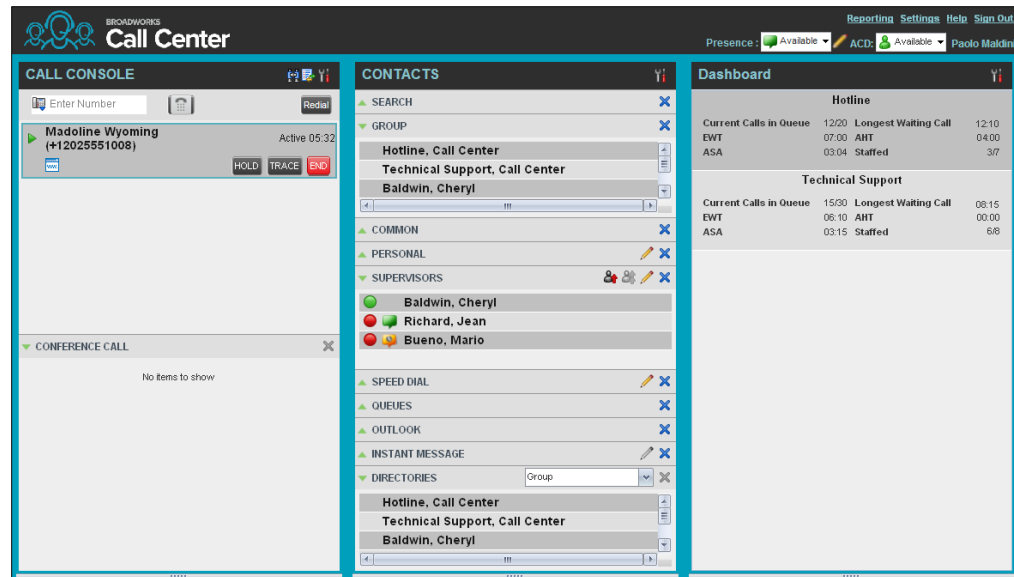 BROADWORKS
Call Center
Reporting Settings Help Sign Out
Presence : Available ACD: Available Paolo Maldini
CALL CONSOLE
Enter Number Redial
Madoline Wyoming
(+12025551008)
Active 05:32
www
HOLD TRACE END
CONFERENCE CALL
No items to show
CONTACTS
SEARCH
GROUP
Hotline, Call Center
Technical Support, Call Center
Baldwin, Cheryl
COMMON
PERSONAL
SUPERVISORS
Baldwin, Cheryl
Richard, Jean
Bueno, Mario
SPEED DIAL
QUEUES
OUTLOOK
INSTANT MESSAGE
DIRECTORIES Group
Hotline, Call Center
Technical Support, Call Center
Baldwin, Cheryl
Dashboard
Hotline
Current Calls in Queue 12/20 Longest Waiting Call 12:10
EWT 07:00 AHT 04:00
ASA 03:04 Staffed 3/7
Technical Support
Current Calls in Queue 15/30 Longest Waiting Call 08:15
EWT 06:10 AHT 00:00
ASA 03:15 Staffed 6/8